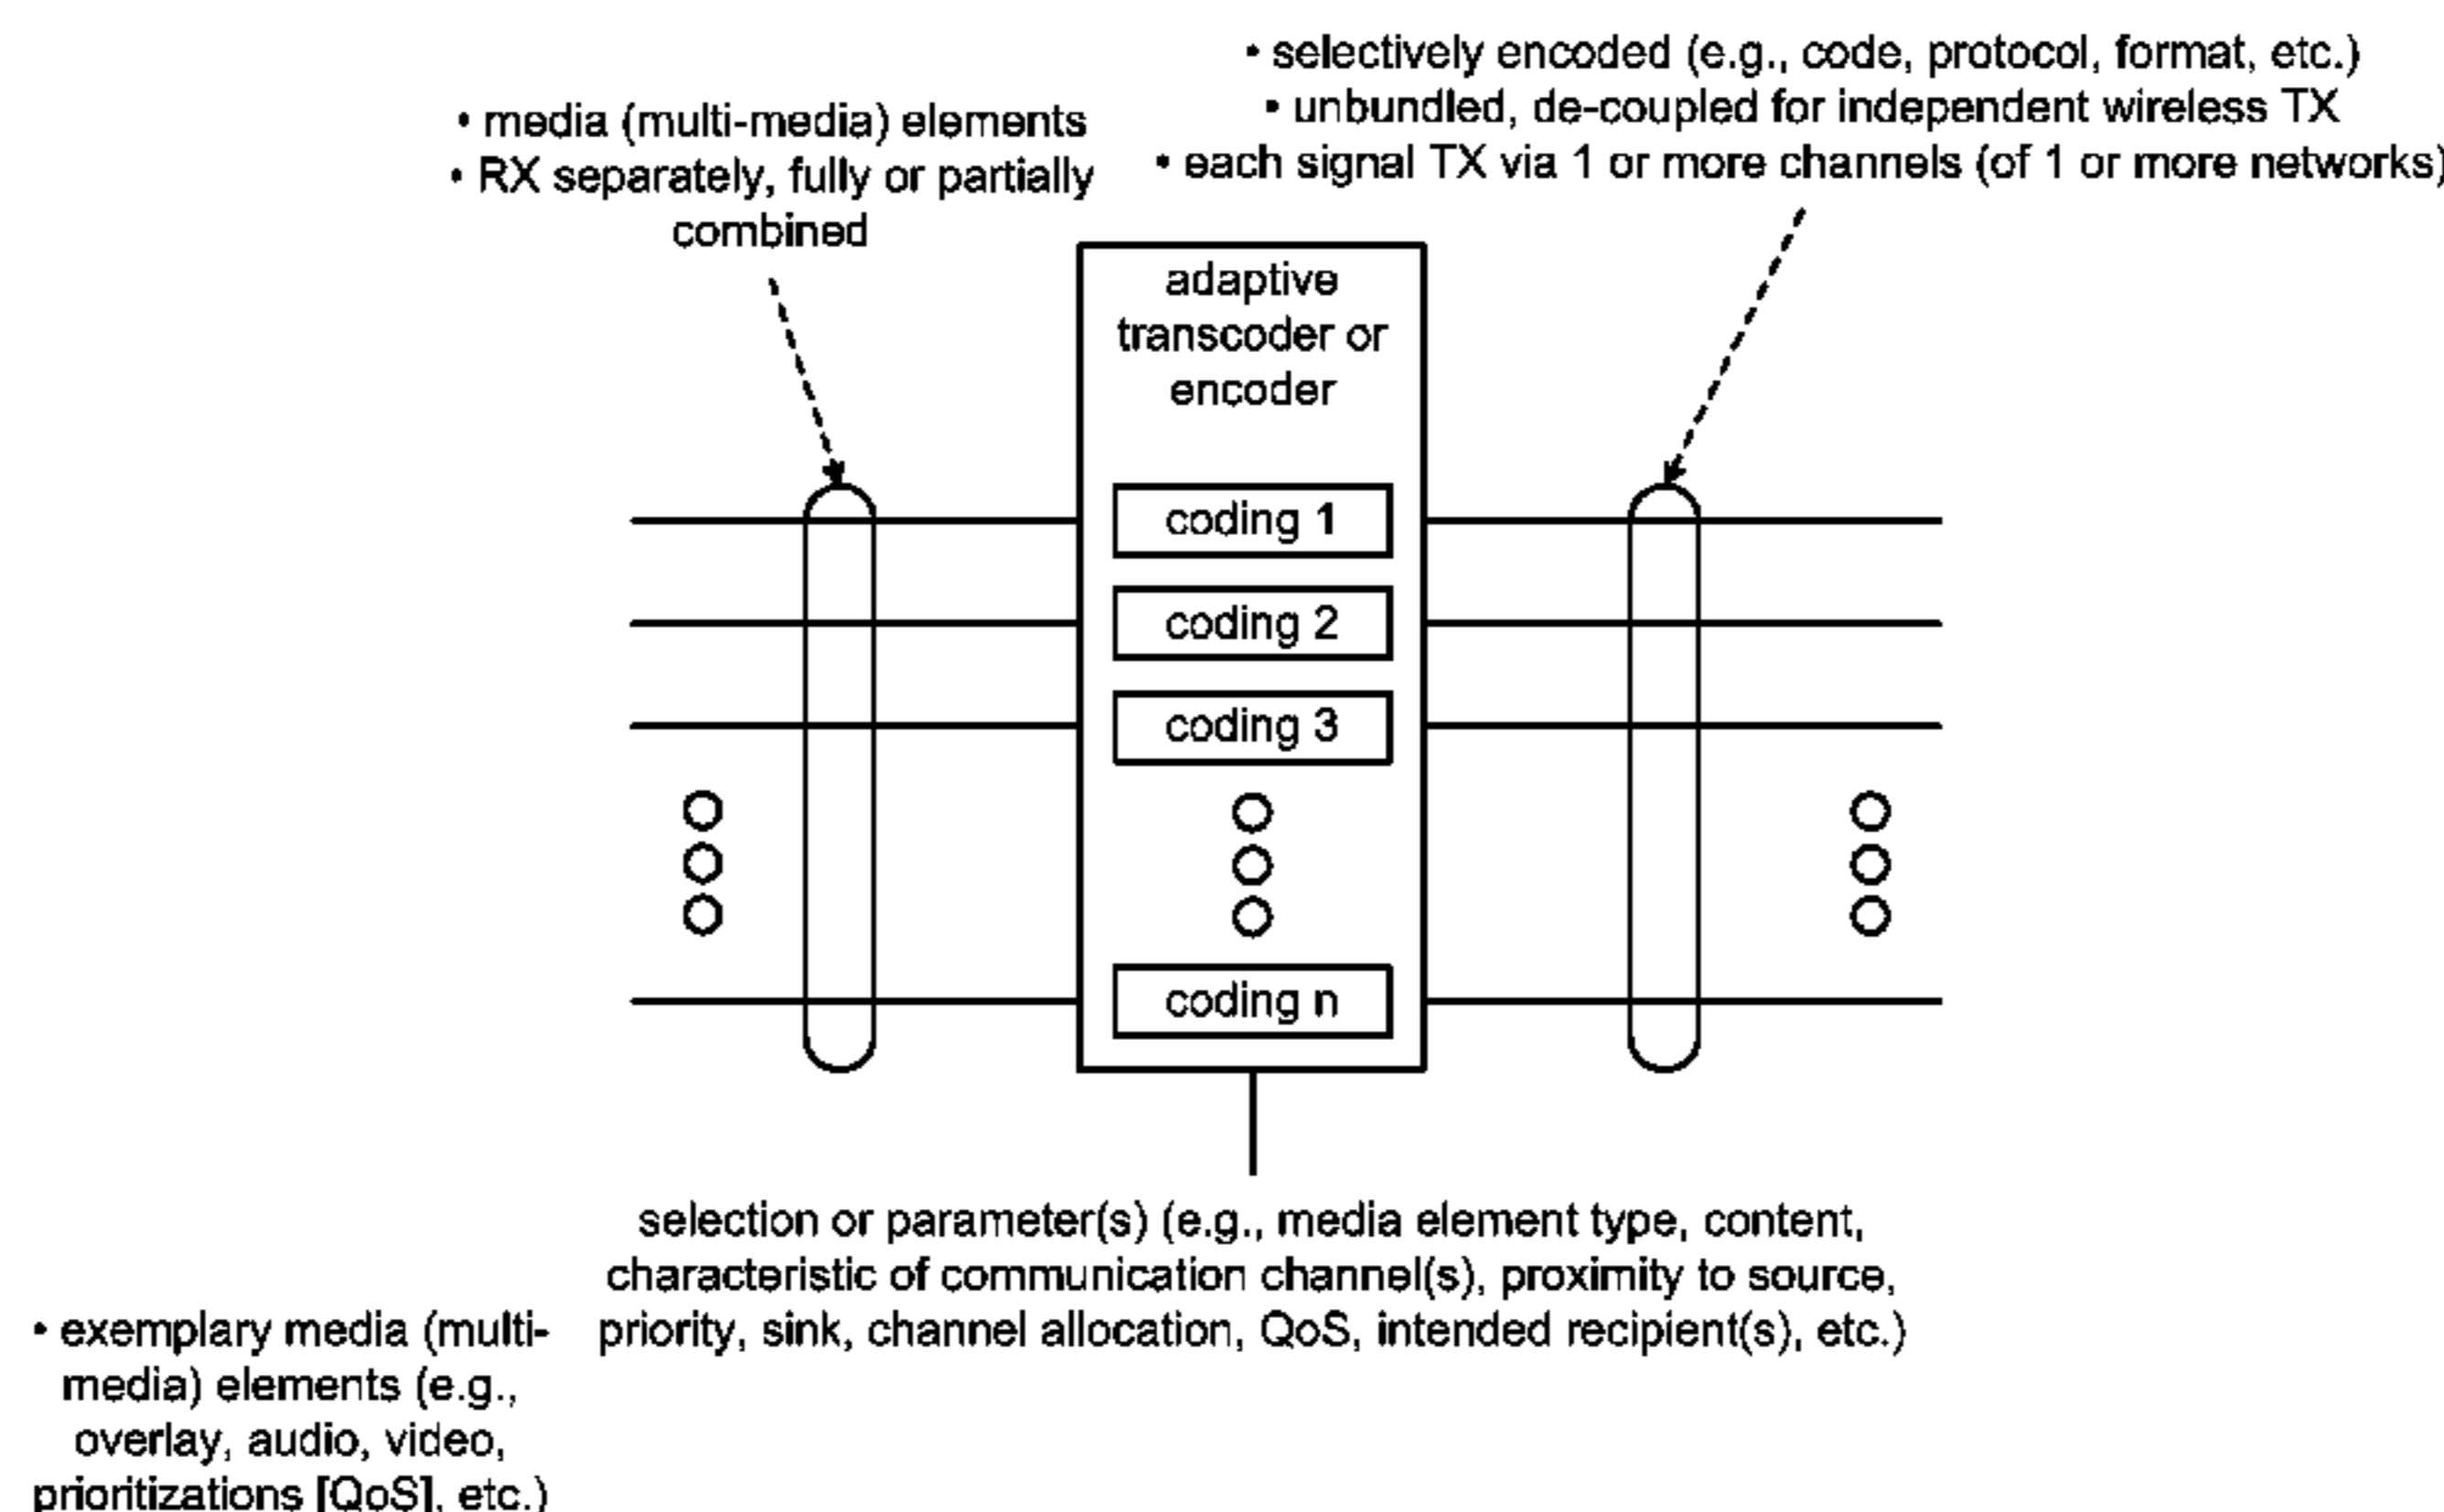 • selectively encoded (e.g., code, protocol, format, etc.)
• unbundled, de-coupled for independent wireless TX
• each signal TX via 1 or more channels (of 1 or more networks)
• media (multi-media) elements
• RX separately, fully or partially
combined
adaptive
transcoder or
encoder
coding 1
coding 2
coding 3
coding n
selection or parameter(s) (e.g., media element type, content,
characteristic of communication channel(s), proximity to source,
priority, sink, channel allocation, QoS, intended recipient(s), etc.)
• exemplary media (multi-
media) elements (e.g.,
overlay, audio, video,
prioritizations [QoS], etc.)